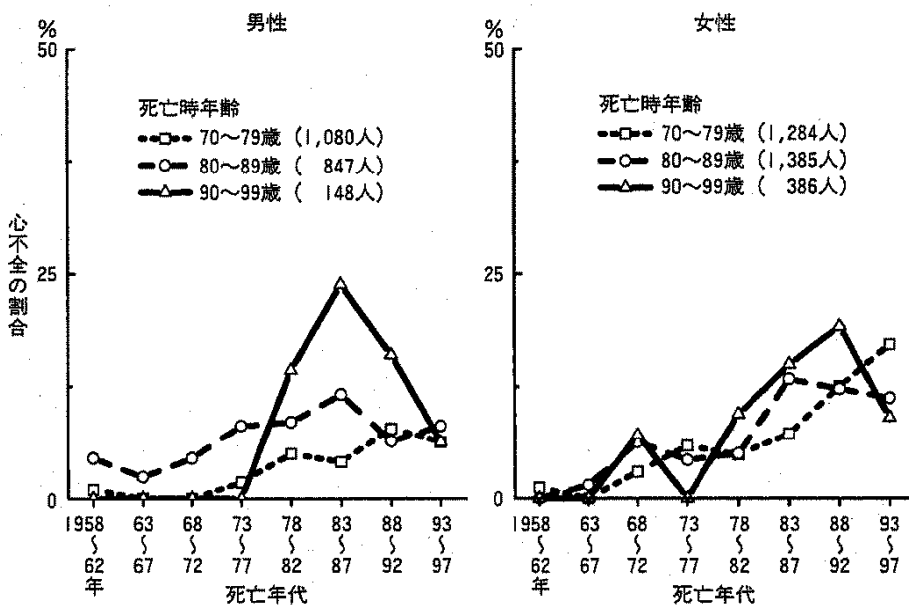 男性
%
50
25
0
心不全の割合
死亡時年齢
70〜79歳 (1,080人)
80〜89歳 ( 847人)
90〜99歳 ( 148人)
1958〜62年
63〜67
68〜72
73〜77
78〜82
83〜87
88〜92
93〜97
死亡年代
女性
%
50
25
0
死亡時年齢
70〜79歳 (1,284人)
80〜89歳 (1,385人)
90〜99歳 ( 386人)
1958〜62年
63〜67
68〜72
73〜77
78〜82
83〜87
88〜92
93〜97
死亡年代